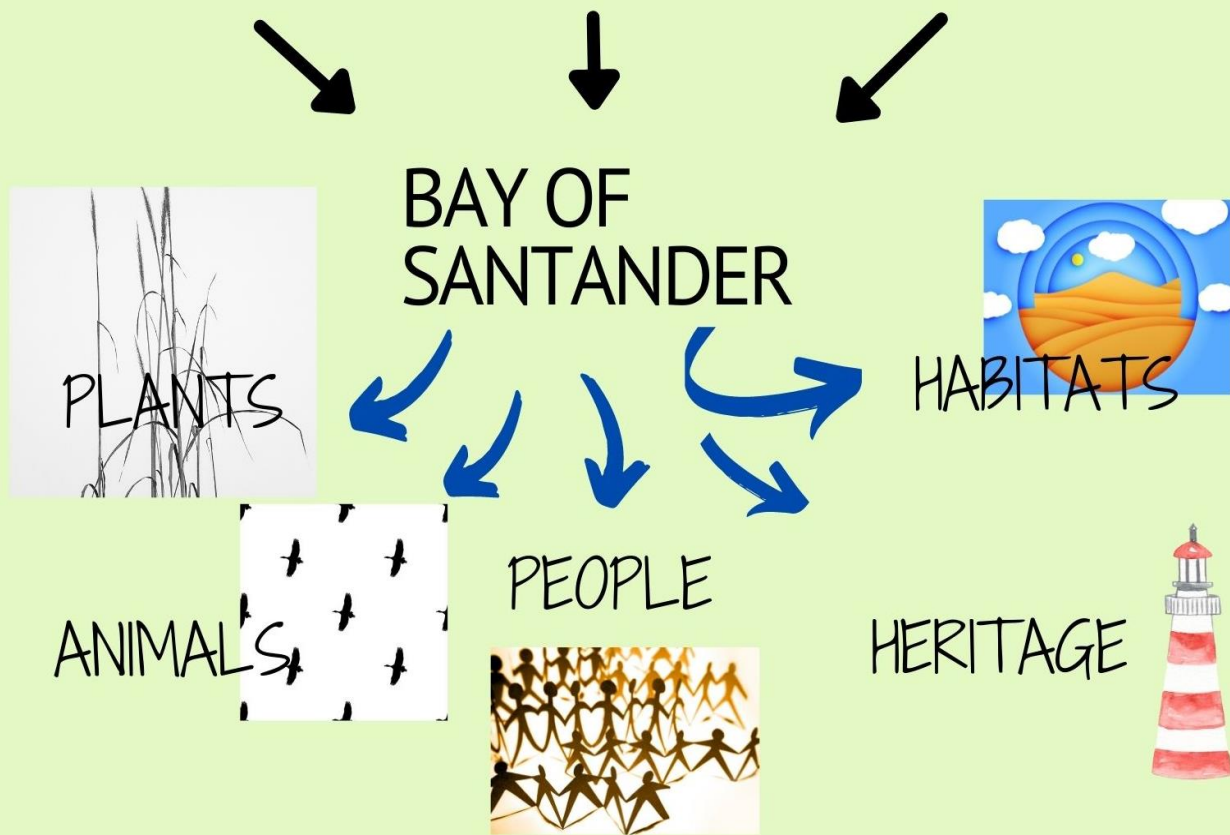 BAY OF
SANTANDER
PLANTS
HABITATS
PEOPLE
ANIMALS
HERITAGE